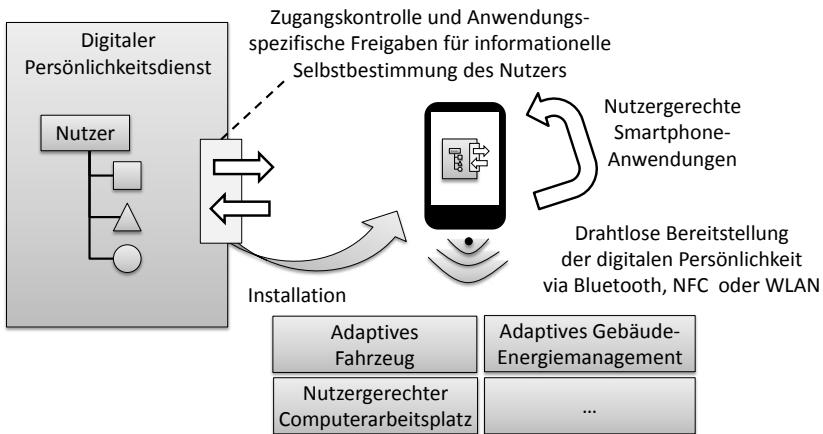 Digitaler
Persönlichkeitsdienst
Nutzer
Zugangskontrolle und Anwendungs-
spezifische Freigaben für informationelle
Selbstbestimmung des Nutzers
Nutzergerechte
Smartphone-
Anwendungen
Drahtlose Bereitstellung
der digitalen Persönlichkeit
via Bluetooth, NFC oder WLAN
Installation
Adaptives
Fahrzeug
Adaptives Gebäude-
Energiemanagement
Nutzergerechter
Computerarbeitsplatz
...